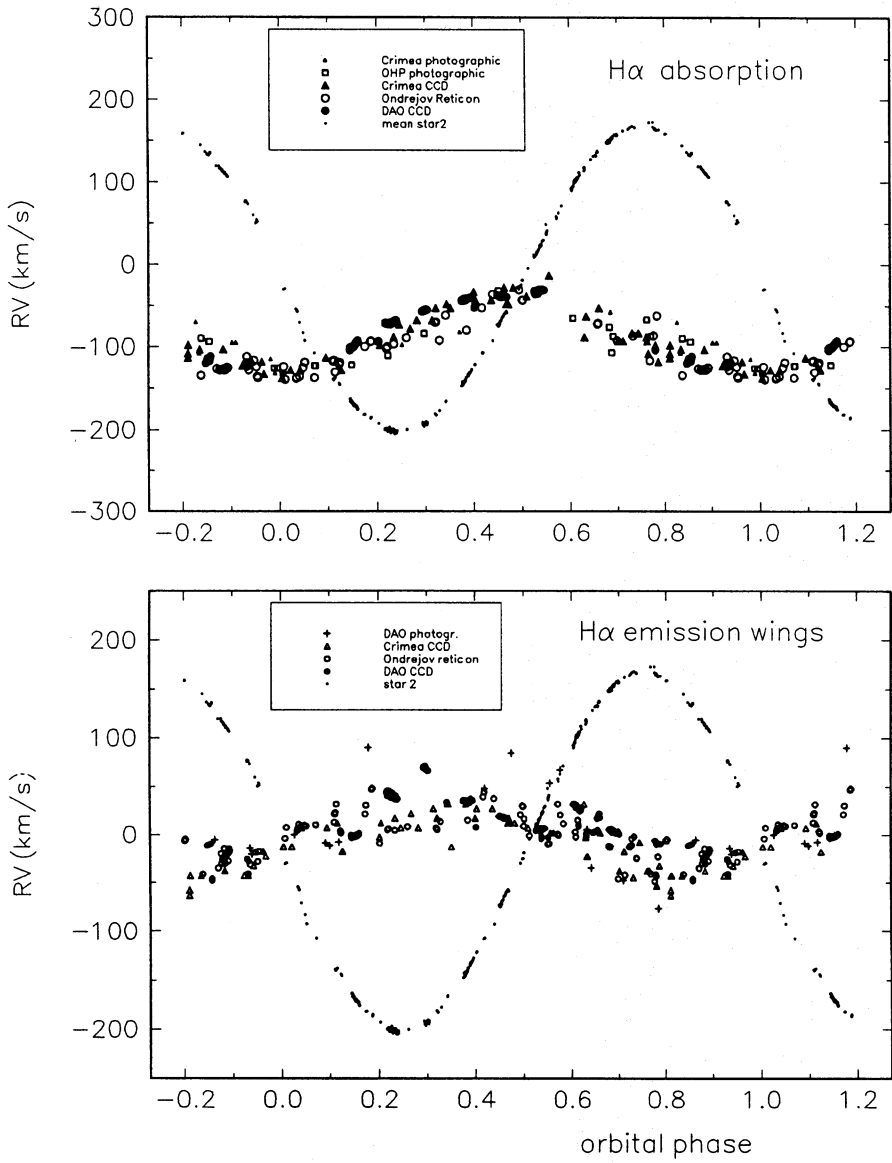 300
200
100
0
−100
−200
−300
RV (km/s)
Crimea photographic
OHP photographic
Crimea CCD
Ondrejov Reticon
DAO CCD
mean star2
Hα absorption
−0.2 0.0 0.2 0.4 0.6 0.8 1.0 1.2
200
100
0
−100
−200
RV (km/s)
DAO photogr.
Crimea CCD
Ondrejov reticon
DAO CCD
star 2
Hα emission wings
−0.2 0.0 0.2 0.4 0.6 0.8 1.0 1.2
orbital phase